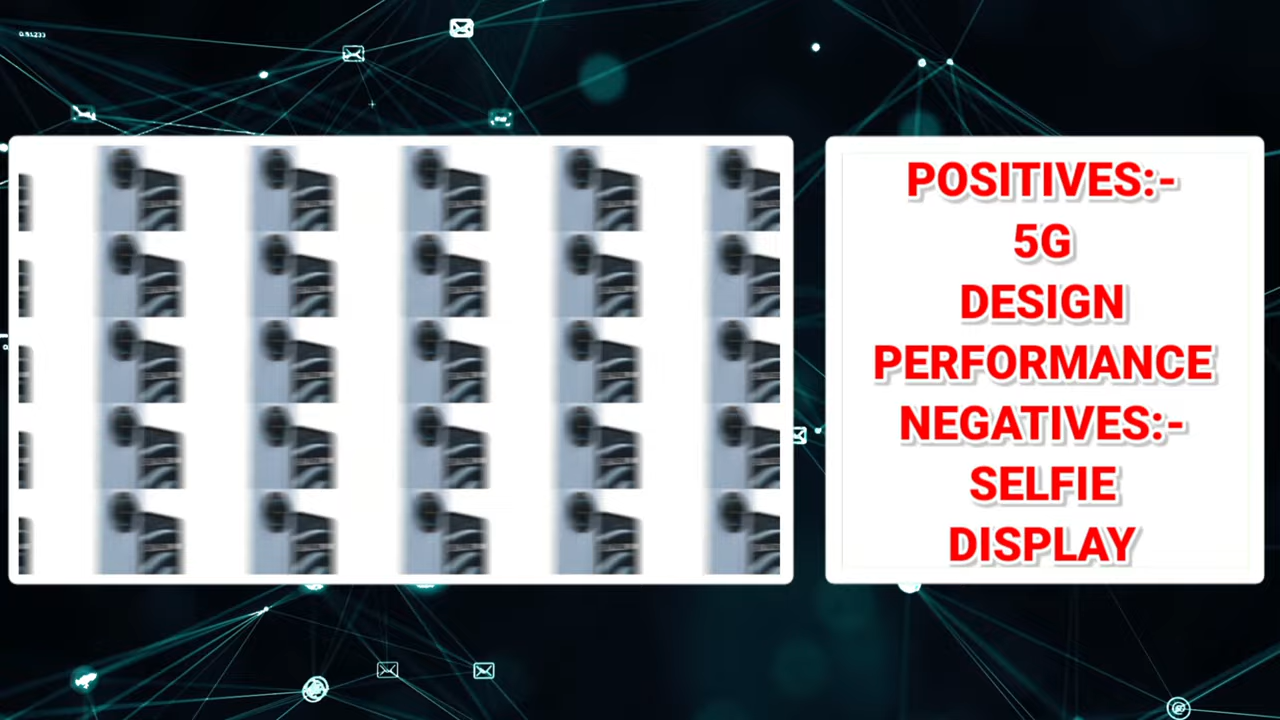 POSITIVES:-
5G
DESIGN
PERFORMANCE
NEGATIVES:-
SELFIE
DISPLAY